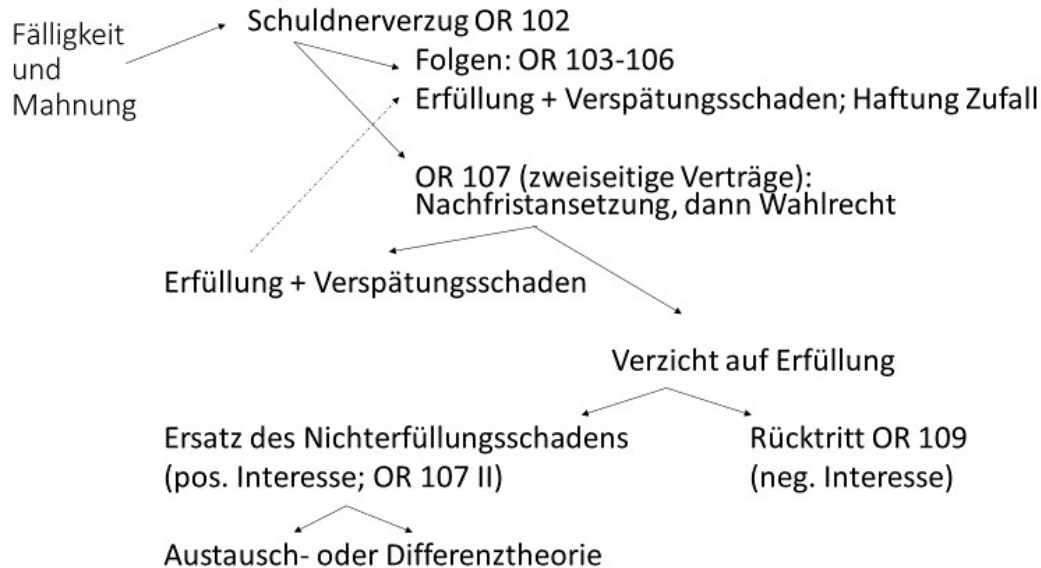 Fälligkeit
und
Mahnung
Schuldnerverzug OR 102
Folgen: OR 103-106
Erfüllung + Verspätungsschaden; Haftung Zufall
OR 107 (zweiseitige Verträge):
Nachfristansetzung, dann Wahlrecht
Erfüllung + Verspätungsschaden
Verzicht auf Erfüllung
Ersatz des Nichterfüllungsschadens
(pos. Interesse; OR 107 II)
Rücktritt OR 109
(neg. Interesse)
Austausch- oder Differenztheorie